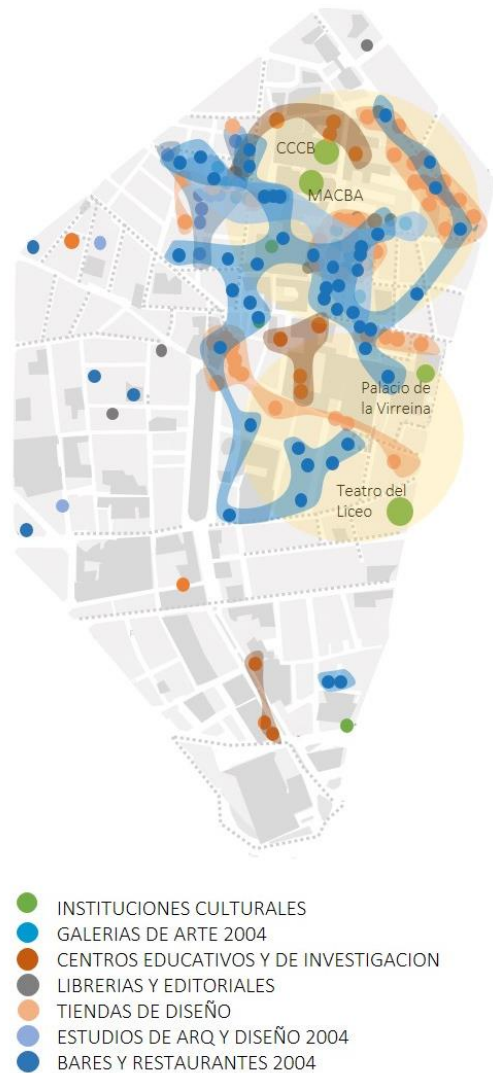 CCCB
MACBA
Palacio de
la Virreina
Teatro del
Liceo
INSTITUCIONES CULTURALES
GALERIAS DE ARTE 2004
CENTROS EDUCATIVOS Y DE INVESTIGACION
LIBRERIAS Y EDITORIALES
TIENDAS DE DISEÑO
ESTUDIOS DE ARQ Y DISEÑO 2004
BARES Y RESTAURANTES 2004